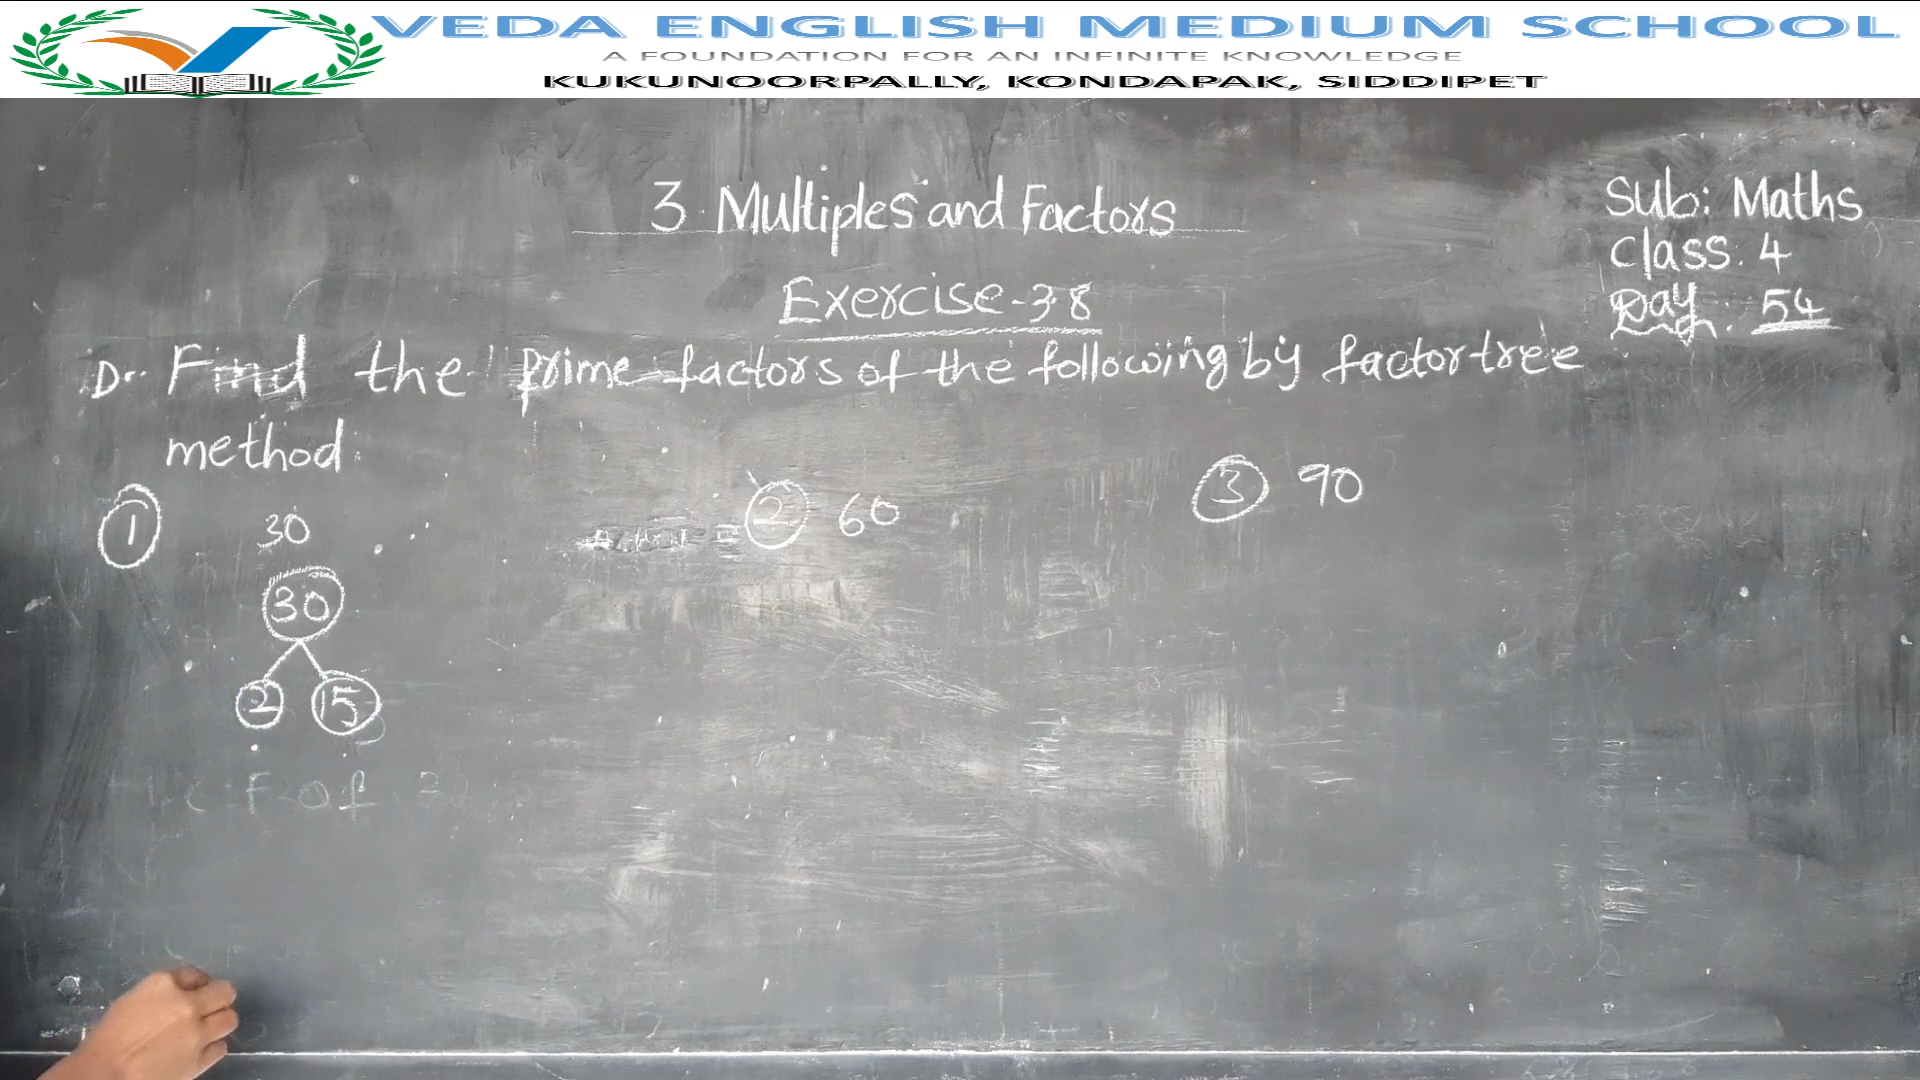 VEDA ENGLISH MEDIUM SCHOOL
A FOUNDATION FOR AN INFINITE KNOWLEDGE
KUKUNOORPALLY, KONDAPAK, SIDDIPET
3. Multiples and Factors
Sub: Maths
Class: 4
Day: 54
Exercise-3.8
D. Find the prime factors of the following by factor tree
method.
1 30
2 60
3 90
30
2 15